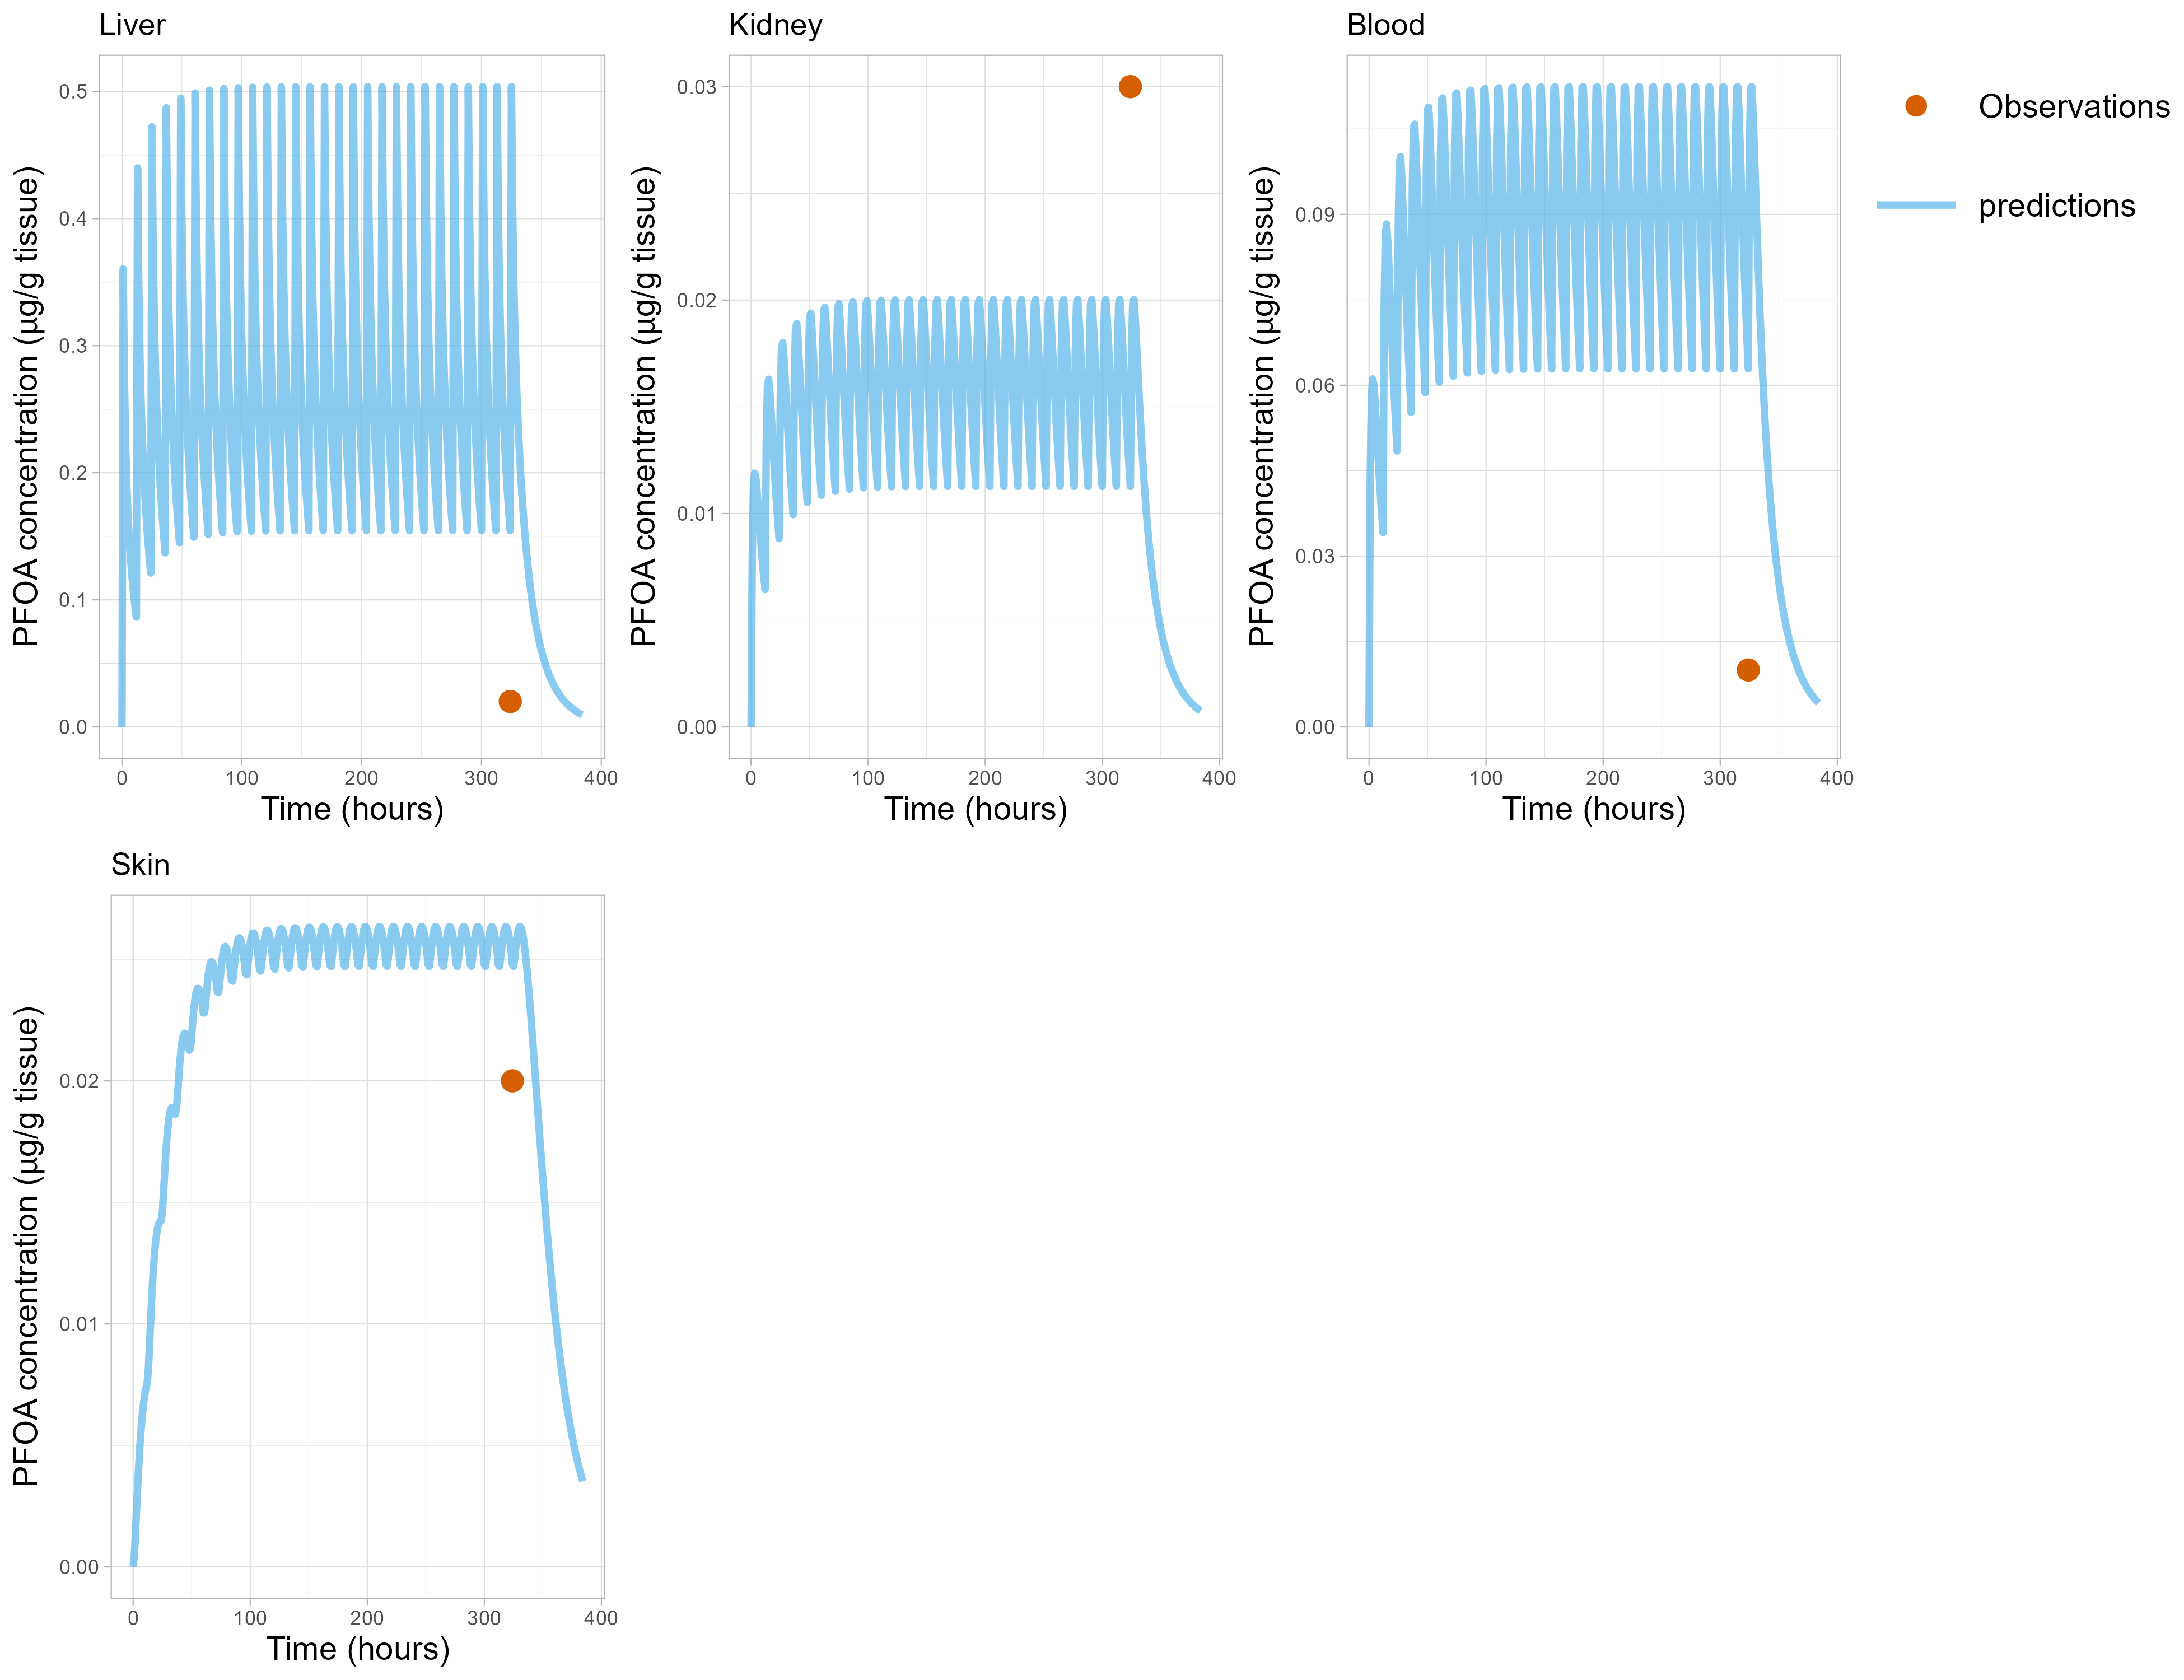 Liver
PFOA concentration (µg/g tissue)
0.5
0.4
0.3
0.2
0.1
0.0
0 100 200 300 400
Time (hours)
Kidney
PFOA concentration (µg/g tissue)
0.03
0.02
0.01
0.00
0 100 200 300 400
Time (hours)
Blood
PFOA concentration (µg/g tissue)
0.09
0.06
0.03
0.00
0 100 200 300 400
Time (hours)
Observations
predictions
Skin
PFOA concentration (µg/g tissue)
0.02
0.01
0.00
0 100 200 300 400
Time (hours)